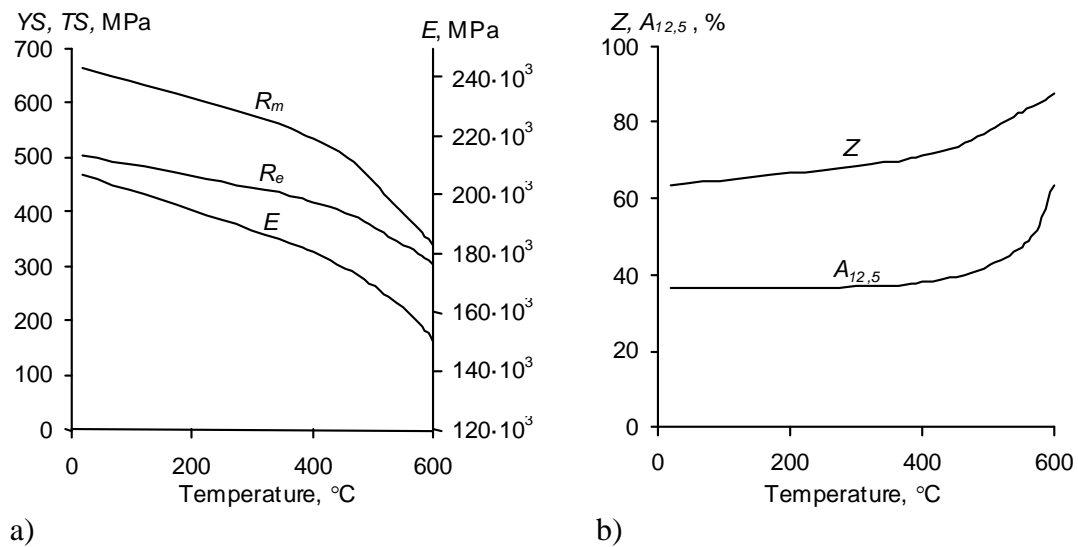 YS, TS, MPa
E, MPa
700
600
500
400
300
200
100
0
240·10³
220·10³
200·10³
180·10³
160·10³
140·10³
120·10³
Rm
Re
E
0 200 400 600
Temperature, °C
a)
Z, A12,5 , %
100
80
60
40
20
0
Z
A12,5
0 200 400 600
Temperature, °C
b)